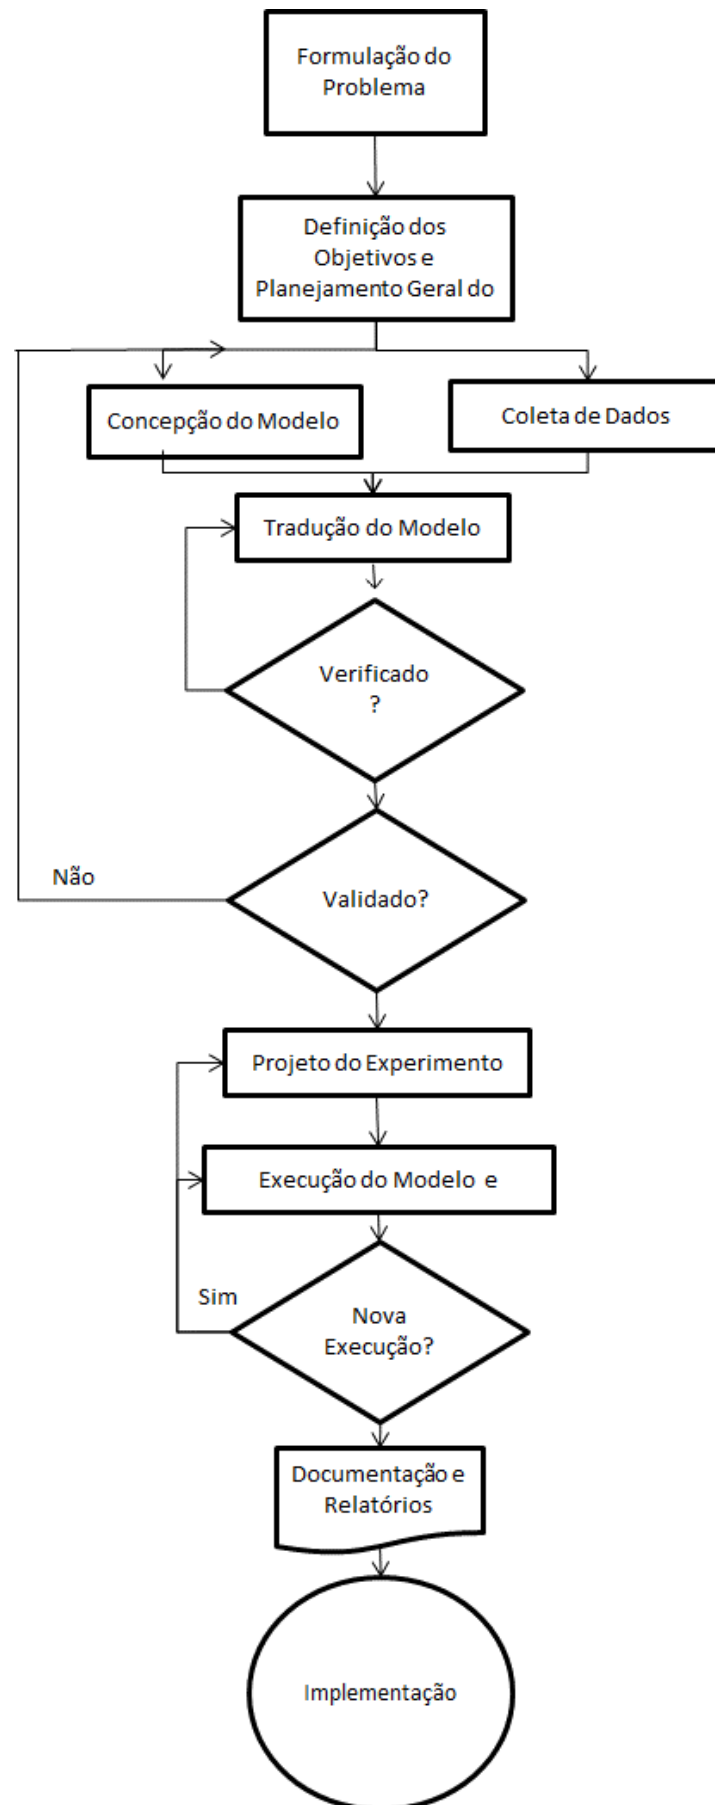 Formulação do
Problema
Definição dos
Objetivos e
Planejamento Geral do
Concepção do Modelo
Coleta de Dados
Tradução do Modelo
Verificado
?
Não
Validado?
Projeto do Experimento
Execução do Modelo e
Sim
Nova
Execução?
Documentação e
Relatórios
Implementação